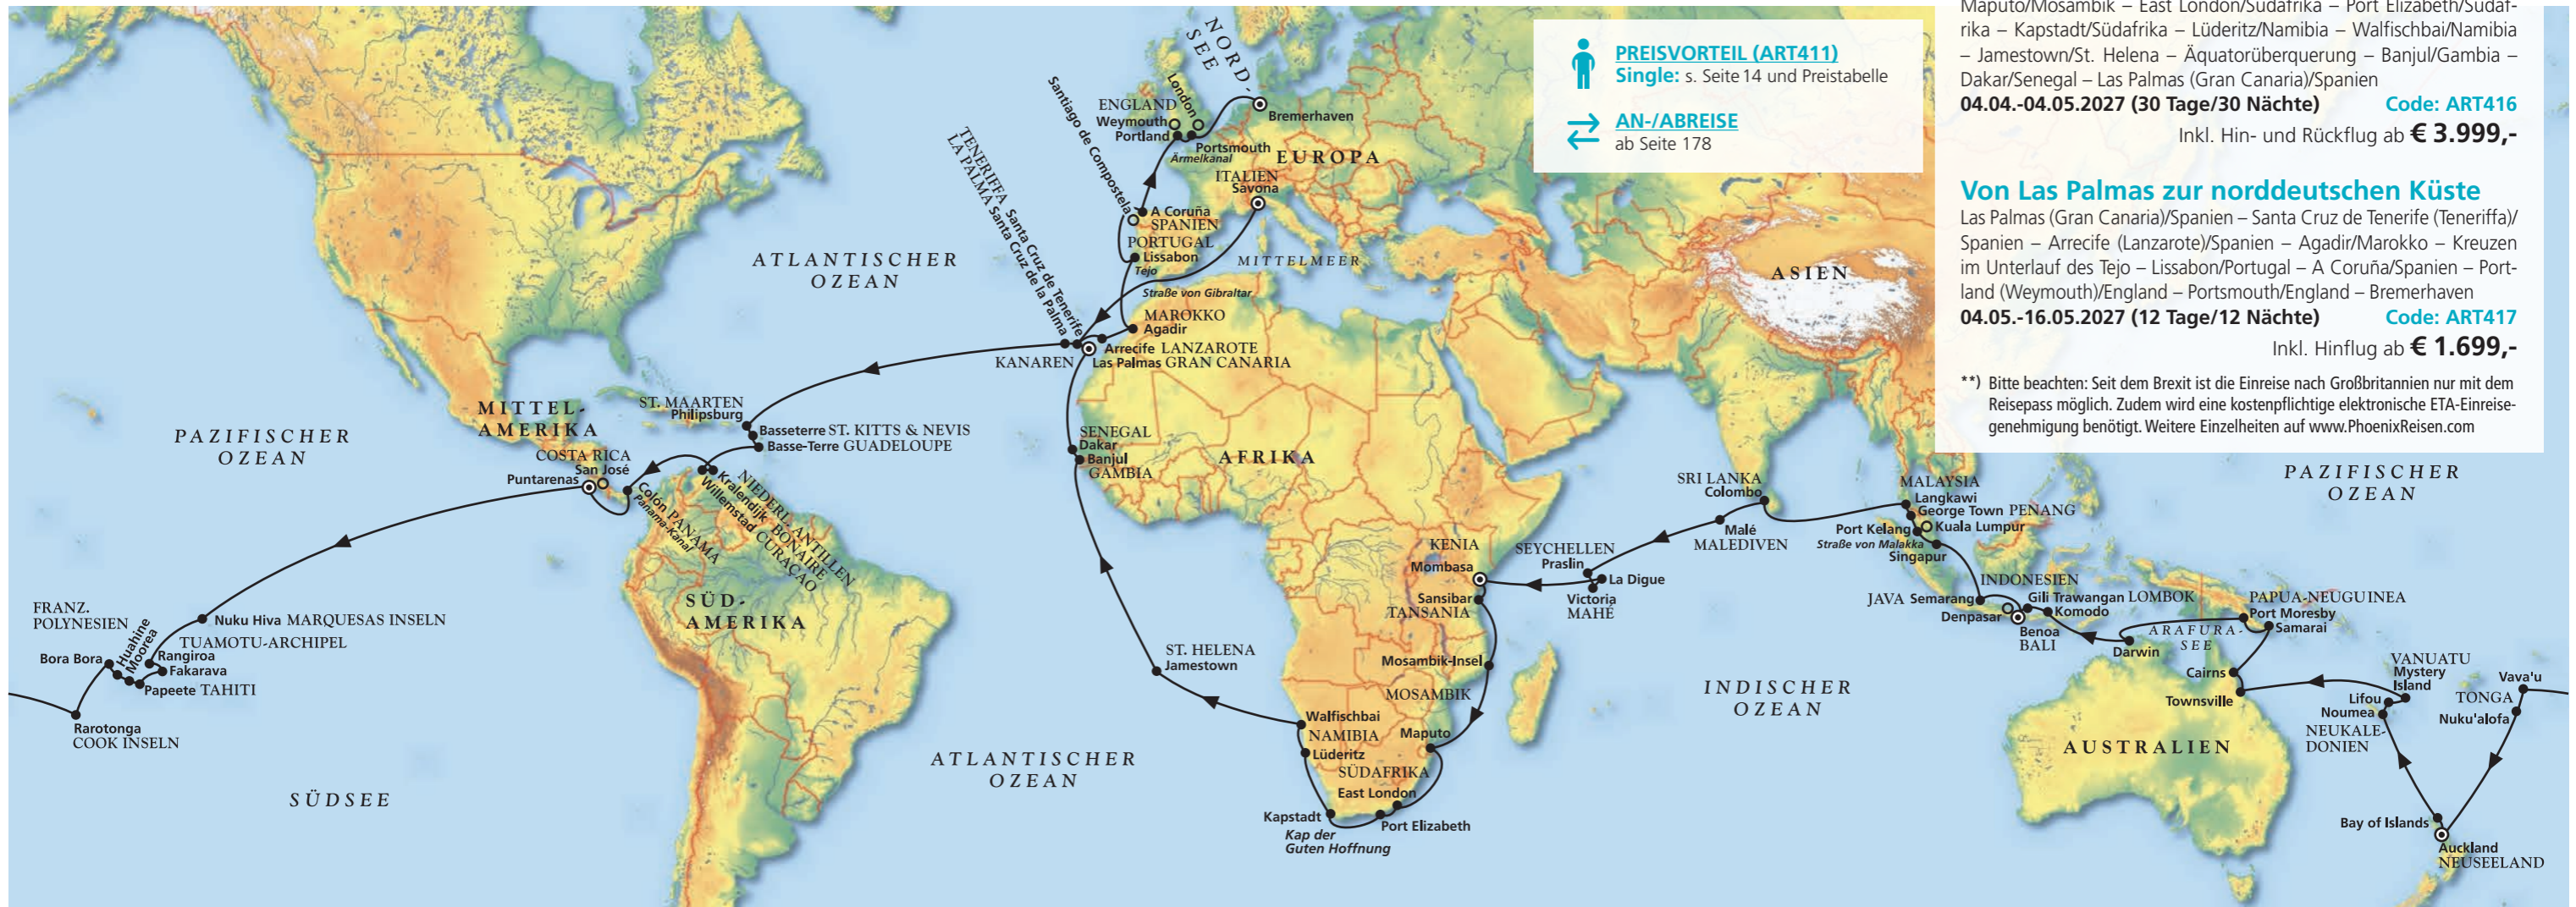 Maputo/Mosambik – East London/Südafrika – Port Elizabeth/Südaf-
rika – Kapstadt/Südafrika – Lüderitz/Namibia – Walfischbai/Namibia
– Jamestown/St. Helena – Äquatorüberquerung – Banjul/Gambia –
Dakar/Senegal – Las Palmas (Gran Canaria)/Spanien
04.04.-04.05.2027 (30 Tage/30 Nächte) Code: ART416
Inkl. Hin- und Rückflug ab € 3.999,-
Von Las Palmas zur norddeutschen Küste
Las Palmas (Gran Canaria)/Spanien – Santa Cruz de Tenerife (Teneriffa)/
Spanien – Arrecife (Lanzarote)/Spanien – Agadir/Marokko – Kreuzen
im Unterlauf des Tejo – Lissabon/Portugal – A Coruña/Spanien – Port-
land (Weymouth)/England – Portsmouth/England – Bremerhaven
04.05.-16.05.2027 (12 Tage/12 Nächte) Code: ART417
Inkl. Hinflug ab € 1.699,-
**) Bitte beachten: Seit dem Brexit ist die Einreise nach Großbritannien nur mit dem
Reisepass möglich. Zudem wird eine kostenpflichtige elektronische ETA-Einreise-
genehmigung benötigt. Weitere Einzelheiten auf www.PhoenixReisen.com
PREISVORTEIL (ART411)
Single: s. Seite 14 und Preistabelle
AN-/ABREISE
ab Seite 178
NORD-
SEE
London
ENGLAND
Weymouth
Portland
Portsmouth
Ärmelkanal
Bremerhaven
EUROPA
ITALIEN
Savona
Santiago de Compostela
A Coruña
SPANIEN
PORTUGAL
Lissabon
Tejo
MITTELMEER
Straße von Gibraltar
TENERIFFA Santa Cruz de Tenerife
LA PALMA Santa Cruz de la Palma
MAROKKO
Agadir
Arrecife LANZAROTE
KANAREN
Las Palmas GRAN CANARIA
ATLANTISCHER
OZEAN
ASIEN
ST. MAARTEN
Philipsburg
Basseterre ST. KITTS & NEVIS
Basse-Terre GUADELOUPE
MITTEL-
AMERIKA
PAZIFISCHER
OZEAN
COSTA RICA
San José
Puntarenas
Colón PANAMA
Panama-Kanal
NIEDERL. ANTILLEN
Kralendijk BONAIRE
Willemstad CURAÇAO
SÜD-
AMERIKA
SENEGAL
Dakar
Banjul
GAMBIA
AFRIKA
KENIA
Mombasa
Sansibar
TANSANIA
SEYCHELLEN
Praslin
La Digue
Victoria
MAHÉ
SRI LANKA
Colombo
Malé
MALEDIVEN
MALAYSIA
Langkawi
George Town PENANG
Port Kelang
Kuala Lumpur
Straße von Malakka
Singapur
INDONESIEN
JAVA Semarang
Gili Trawangan LOMBOK
Komodo
Denpasar
Benoa
BALI
PAZIFISCHER
OZEAN
PAPUA-NEUGUINEA
Port Moresby
Samarai
ARAFURA-
SEE
Darwin
Cairns
Townsville
VANUATU
Mystery
Island
Lifou
Noumea
NEUKALE-
DONIEN
Vava'u
TONGA
Nuku'alofa
AUSTRALIEN
Bay of Islands
Auckland
NEUSEELAND
FRANZ.
POLYNESIEN
Nuku Hiva MARQUESAS INSELN
TUAMOTU-ARCHIPEL
Huahine
Moorea
Bora Bora
Rangiroa
Fakarava
Papeete TAHITI
Rarotonga
COOK INSELN
SÜDSEE
ST. HELENA
Jamestown
ATLANTISCHER
OZEAN
Mosambik-Insel
MOSAMBIK
Walfischbai
NAMIBIA
Lüderitz
Maputo
SÜDAFRIKA
East London
Kapstadt
Port Elizabeth
Kap der
Guten Hoffnung
INDISCHER
OZEAN